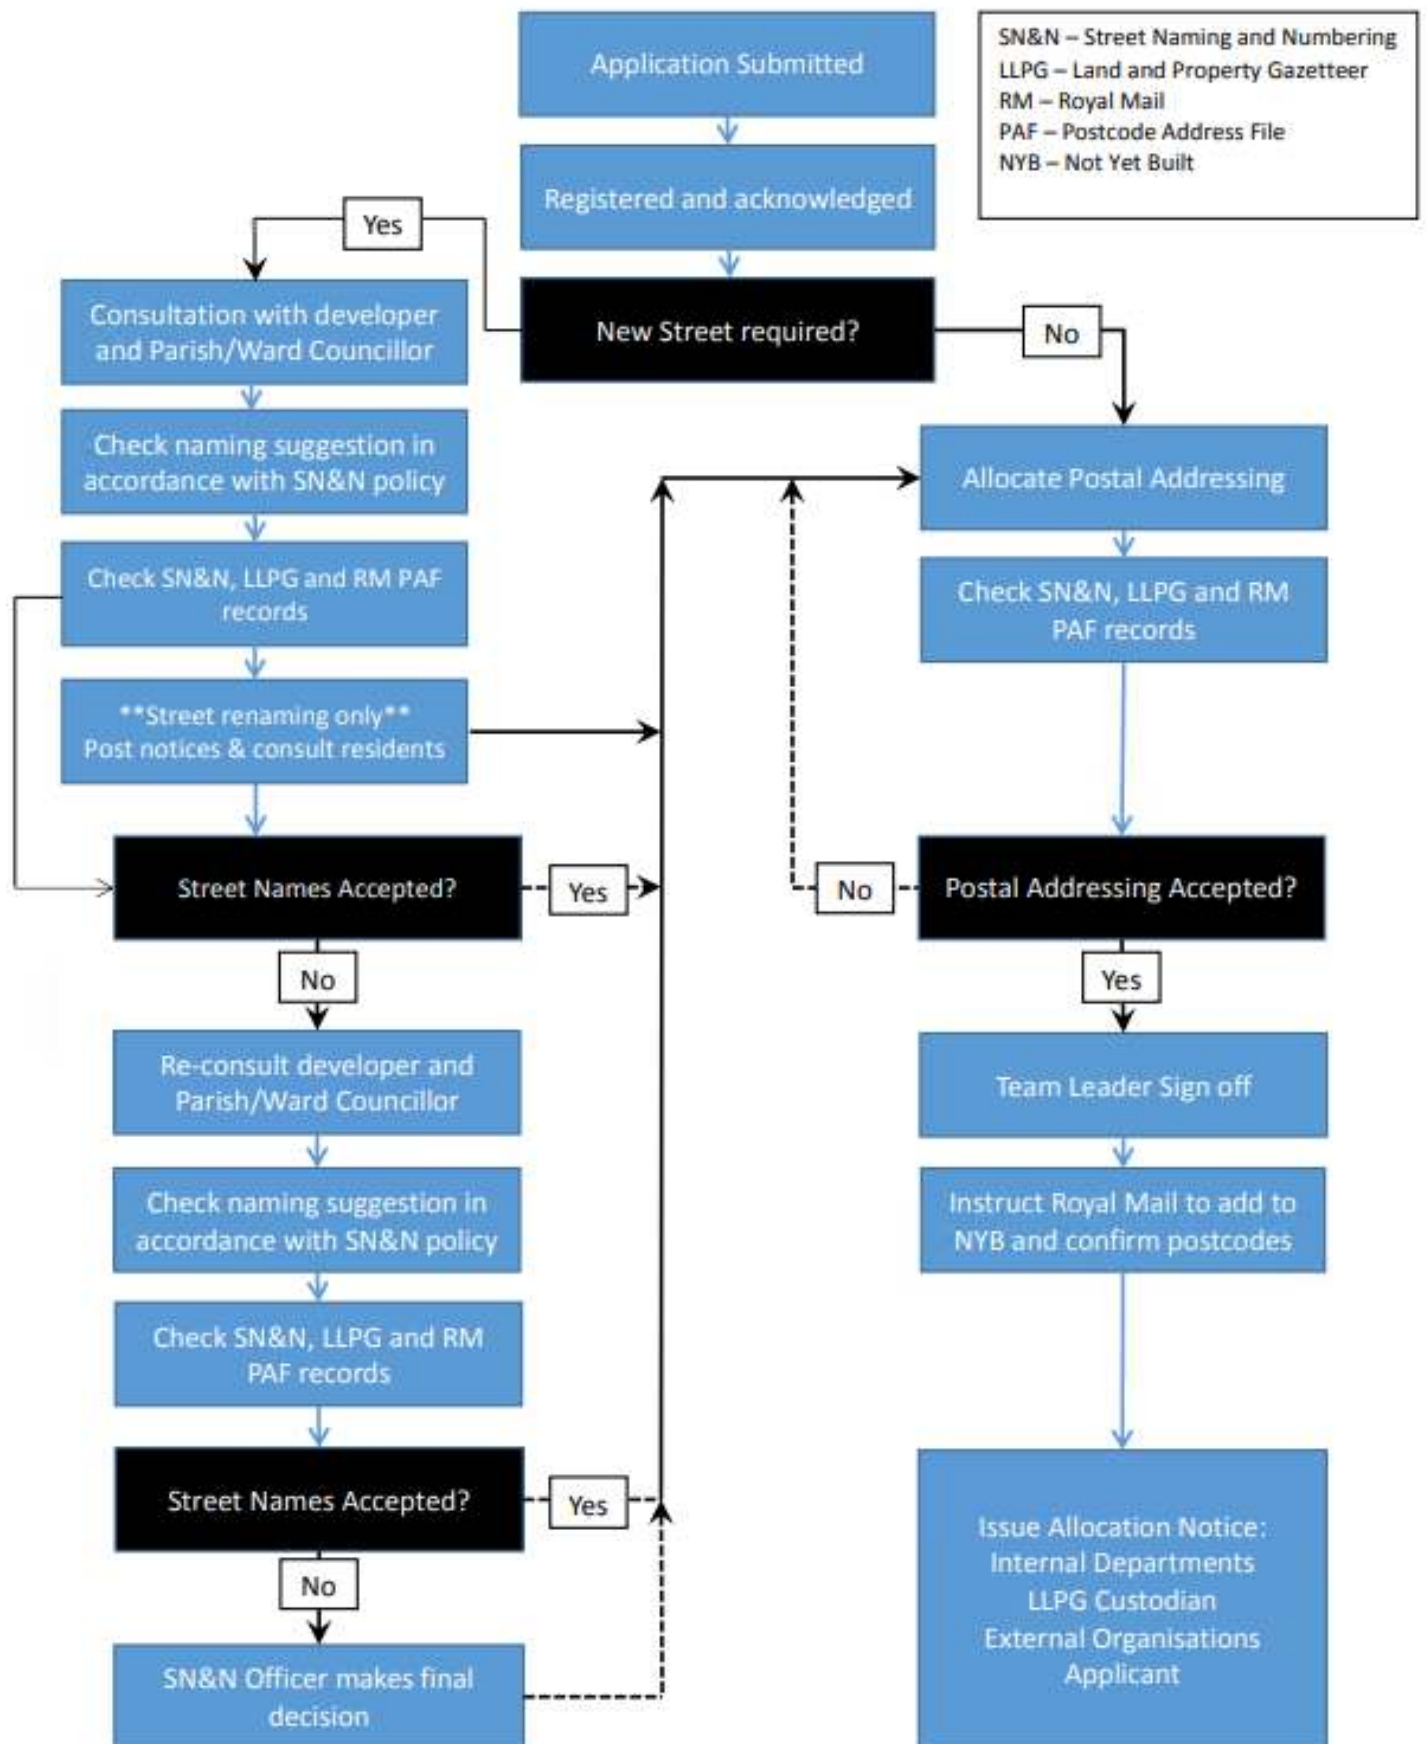 Application Submitted
SN&N – Street Naming and Numbering
LLPG – Land and Property Gazetteer
RM – Royal Mail
PAF – Postcode Address File
NYB – Not Yet Built
Registered and acknowledged
Yes
New Street required?
No
Consultation with developer
and Parish/Ward Councillor
Check naming suggestion in
accordance with SN&N policy
Check SN&N, LLPG and RM PAF
records
**Street renaming only**
Post notices & consult residents
Street Names Accepted?
Yes
No
Re-consult developer and
Parish/Ward Councillor
Check naming suggestion in
accordance with SN&N policy
Check SN&N, LLPG and RM
PAF records
Street Names Accepted?
Yes
No
SN&N Officer makes final
decision
Allocate Postal Addressing
Check SN&N, LLPG and RM
PAF records
Postal Addressing Accepted?
No
Yes
Team Leader Sign off
Instruct Royal Mail to add to
NYB and confirm postcodes
Issue Allocation Notice:
Internal Departments
LLPG Custodian
External Organisations
Applicant